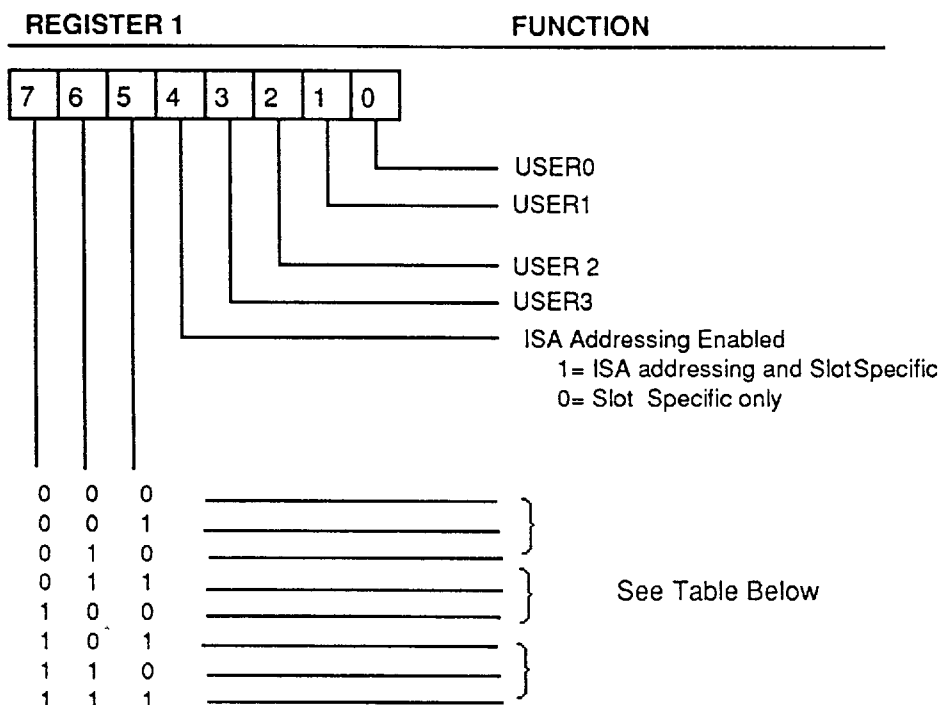 REGISTER 1 FUNCTION
7 6 5 4 3 2 1 0
USER0
USER1
USER 2
USER3
ISA Addressing Enabled
1= ISA addressing and SlotSpecific
0= Slot Specific only
0 0 0
0 0 1
0 1 0
0 1 1
See Table Below
1 0 0
1 0 1
1 1 0
1 1 1